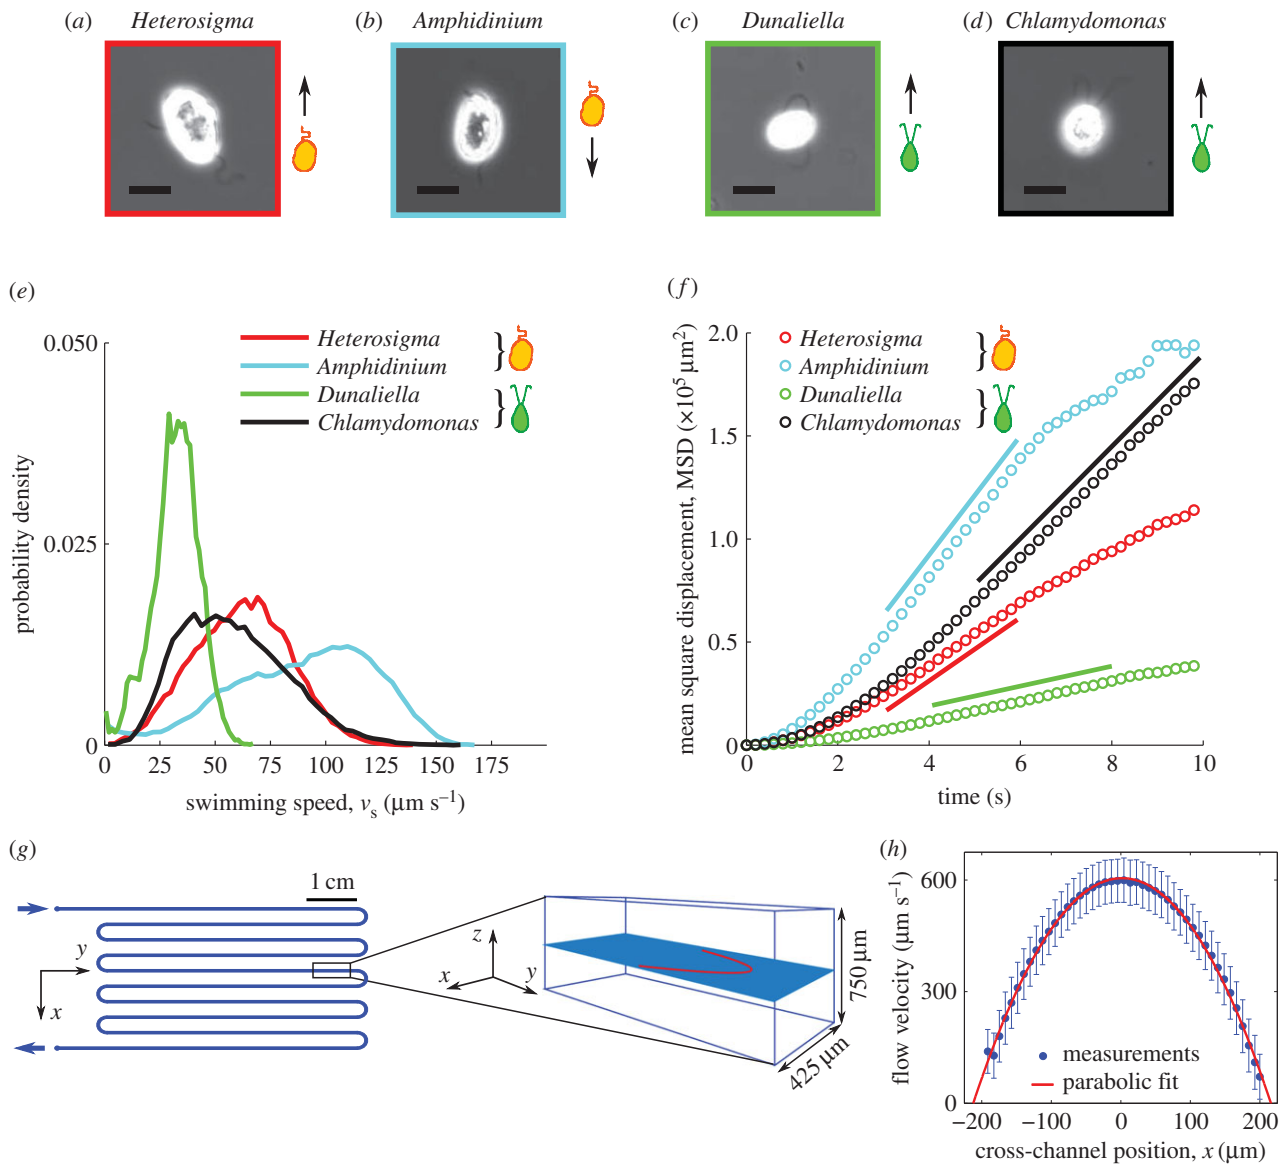 (a) Heterosigma
(b) Amphidinium
(c) Dunaliella
(d) Chlamydomonas
(e)
0.050
0.025
0
probability density
Heterosigma
Amphidinium
Dunaliella
Chlamydomonas
0 25 50 75 100 125 150 175
swimming speed, vs (μm s–1)
(f)
2.0
1.5
1.0
0.5
0
mean square displacement, MSD (×10⁵ μm²)
Heterosigma
Amphidinium
Dunaliella
Chlamydomonas
0 2 4 6 8 10
time (s)
(g)
1 cm
y
x
z
x
y
750 μm
425 μm
(h)
600
300
0
flow velocity (μm s–1)
measurements
parabolic fit
–200 –100 0 100 200
cross-channel position, x (μm)